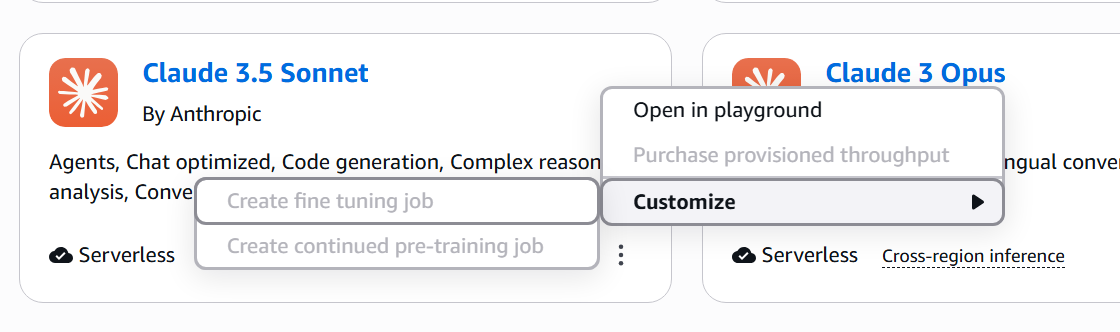 Claude 3.5 Sonnet
By Anthropic
Agents, Chat optimized, Code generation, Complex reason
analysis, Conve
Serverless
Claude 3 Opus
Open in playground
Purchase provisioned throughput
Customize
Create fine tuning job
Create continued pre-training job
ngual conver
Serverless
Cross-region inference